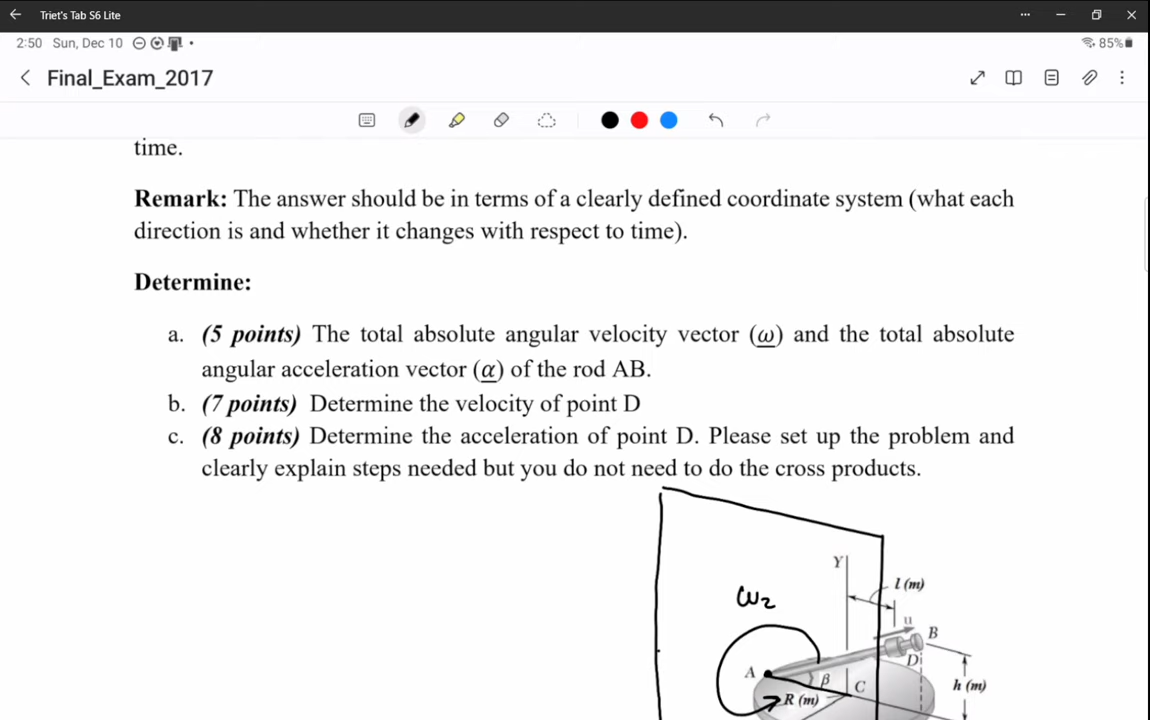 Triet's Tab S6 Lite
2:50 Sun, Dec 10
85%
Final_Exam_2017
time.
Remark: The answer should be in terms of a clearly defined coordinate system (what each
direction is and whether it changes with respect to time).
Determine:
a. (5 points) The total absolute angular velocity vector (ω) and the total absolute
angular acceleration vector (α) of the rod AB.
b. (7 points) Determine the velocity of point D
c. (8 points) Determine the acceleration of point D. Please set up the problem and
clearly explain steps needed but you do not need to do the cross products.
Y
l (m)
ω2
u
B
D
A
β
C
h (m)
R (m)